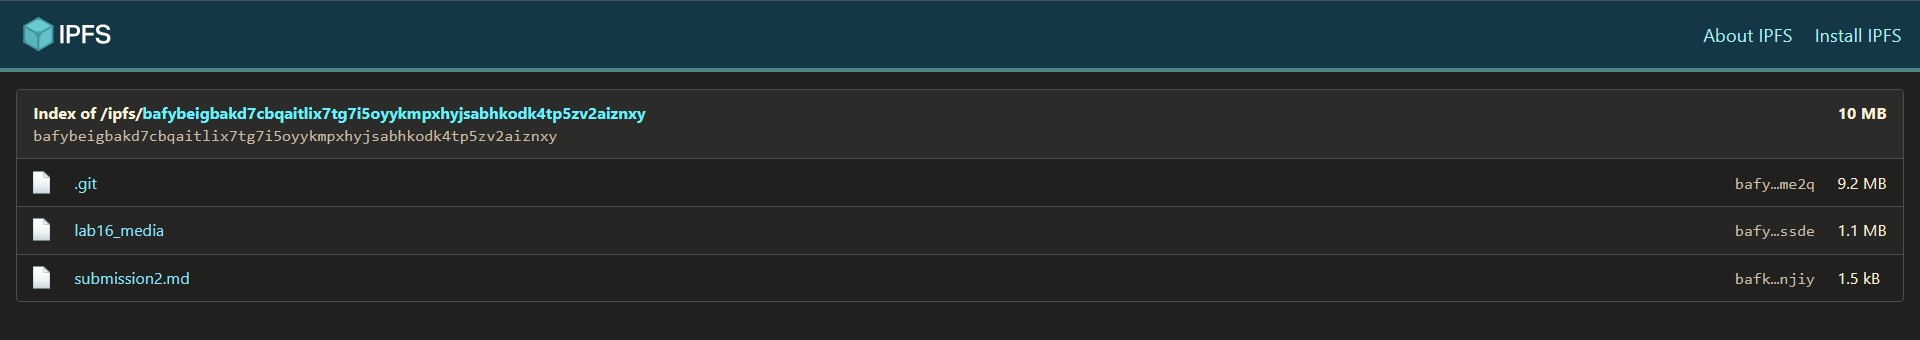 IPFS
About IPFS Install IPFS
Index of /ipfs/bafybeigbakd7cbqaitlix7tg7i5oyykmpxhyjsabhkodk4tp5zv2aiznxy 10 MB
bafybeigbakd7cbqaitlix7tg7i5oyykmpxhyjsabhkodk4tp5zv2aiznxy
.git bafy…me2q 9.2 MB
lab16_media bafy…ssde 1.1 MB
submission2.md bafk…njiy 1.5 kB